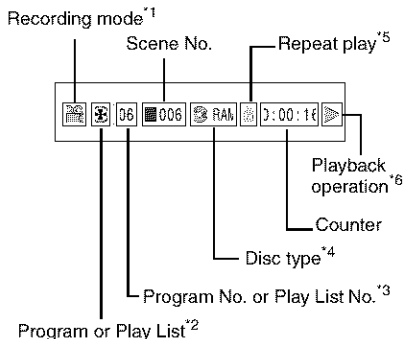 Recording mode*1
Scene No.
Repeat play*5
06 006 RAM 0:00:16
Playback
operation*6
Counter
Disc type*4
Program No. or Play List No.*3
Program or Play List*2